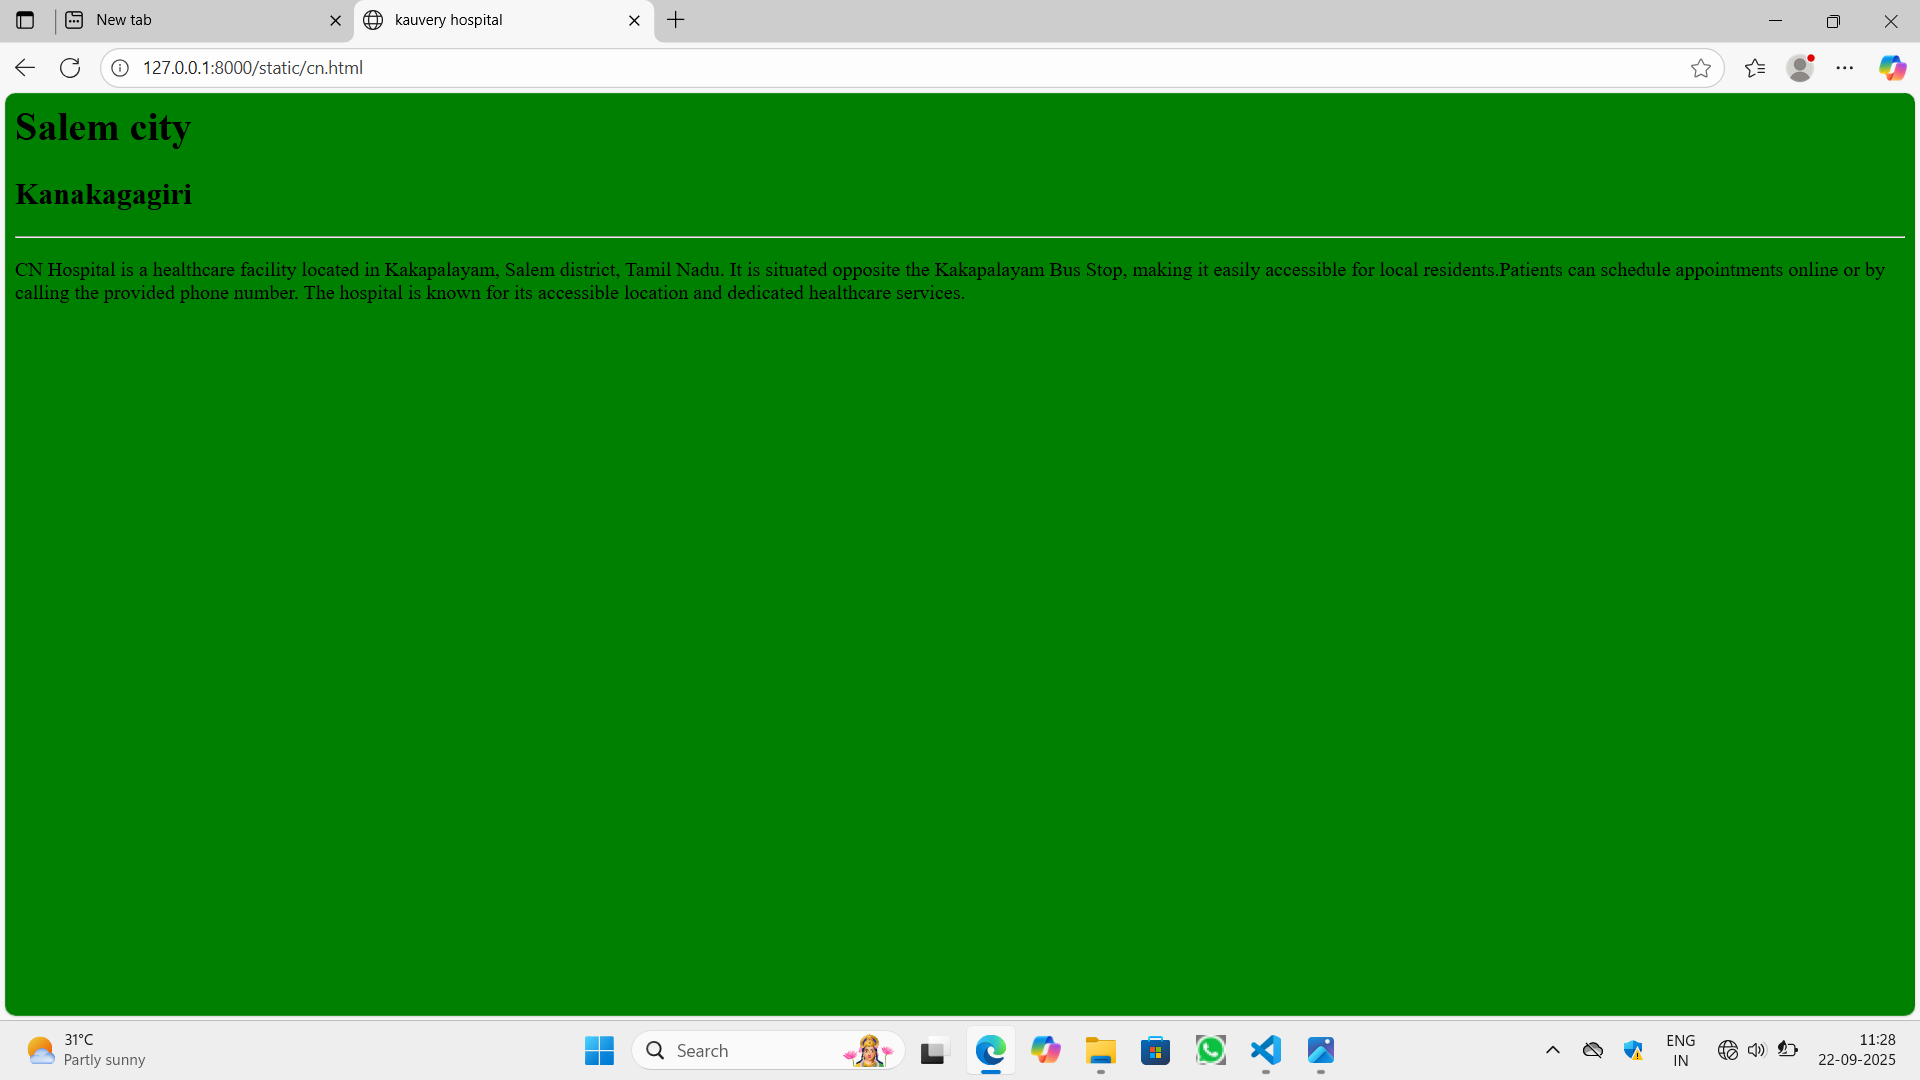 New tab
kauvery hospital
127.0.0.1:8000/static/cn.html
Salem city
Kanakagagiri
CN Hospital is a healthcare facility located in Kakapalayam, Salem district, Tamil Nadu. It is situated opposite the Kakapalayam Bus Stop, making it easily accessible for local residents.Patients can schedule appointments online or by
calling the provided phone number. The hospital is known for its accessible location and dedicated healthcare services.
31°C
Partly sunny
Search
ENG
IN
11:28
22-09-2025